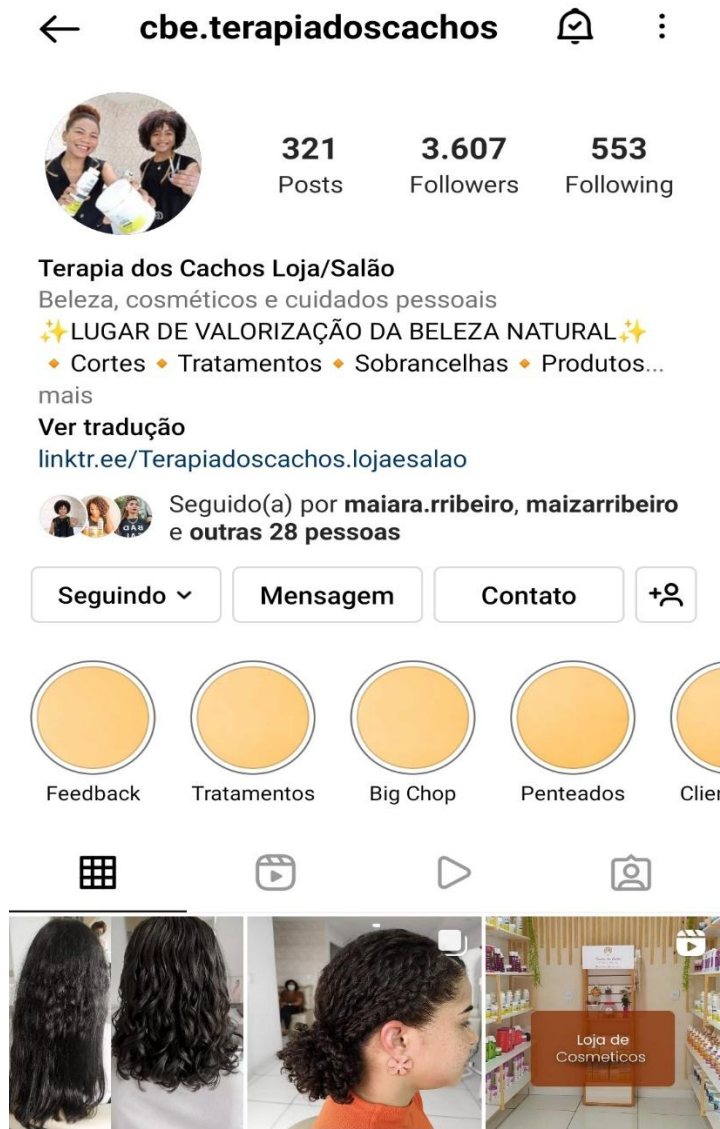 cbe.terapiadoscachos
321 3.607 553
Posts Followers Following
Terapia dos Cachos Loja/Salão
Beleza, cosméticos e cuidados pessoais
✨LUGAR DE VALORIZAÇÃO DA BELEZA NATURAL✨
🔸 Cortes 🔸 Tratamentos 🔸 Sobrancelhas 🔸 Produtos...
mais
Ver tradução
linktr.ee/Terapiadoscachos.lojaesalao
Seguido(a) por maiara.rribeiro, maizarribeiro
e outras 28 pessoas
Seguindo Mensagem Contato
Feedback Tratamentos Big Chop Penteados Clien
Loja de
Cosmeticos